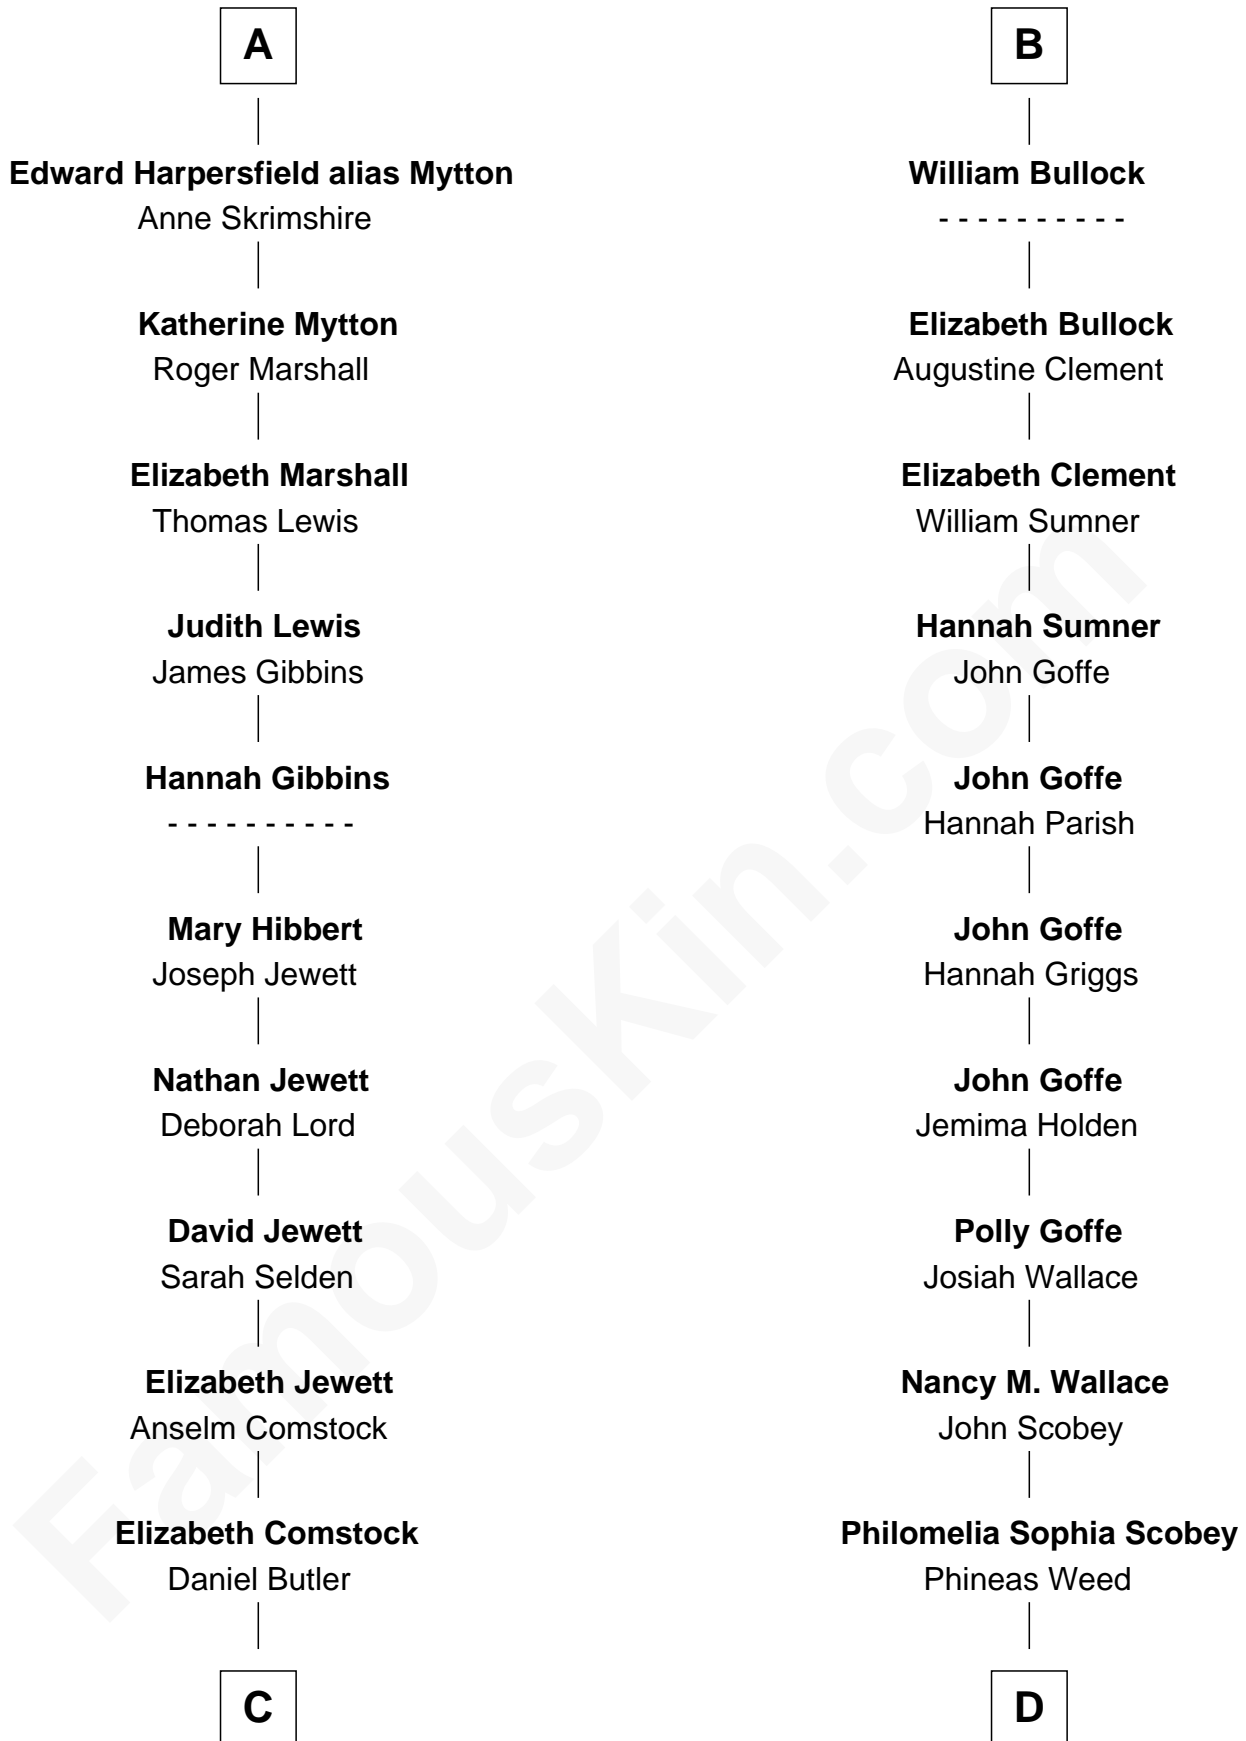 A
Edward Harpersfield alias Mytton
Anne Skrimshire
Katherine Mytton
Roger Marshall
Elizabeth Marshall
Thomas Lewis
Judith Lewis
James Gibbins
Hannah Gibbins
- - - - - - - - - -
Mary Hibbert
Joseph Jewett
Nathan Jewett
Deborah Lord
David Jewett
Sarah Selden
Elizabeth Jewett
Anselm Comstock
Elizabeth Comstock
Daniel Butler
C
B
William Bullock
- - - - - - - - - -
Elizabeth Bullock
Augustine Clement
Elizabeth Clement
William Sumner
Hannah Sumner
John Goffe
John Goffe
Hannah Parish
John Goffe
Hannah Griggs
John Goffe
Jemima Holden
Polly Goffe
Josiah Wallace
Nancy M. Wallace
John Scobey
Philomelia Sophia Scobey
Phineas Weed
D
FamousKin.com